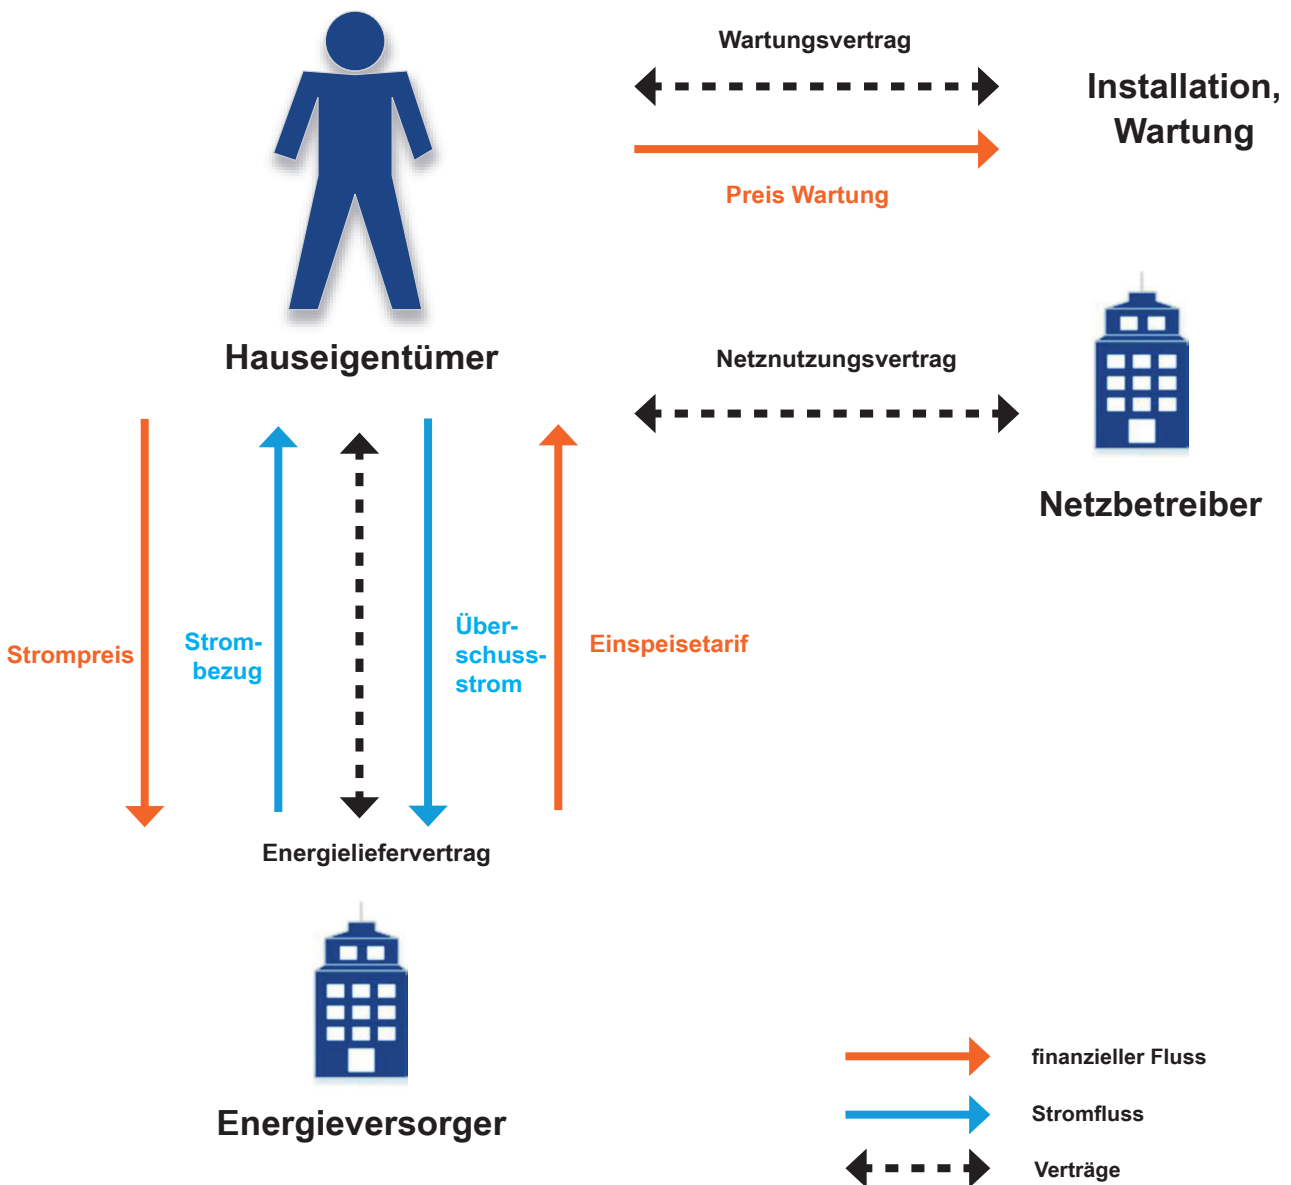 Wartungsvertrag
Installation,
Wartung
Preis Wartung
Hauseigentümer
Netznutzungsvertrag
Netzbetreiber
Strompreis
Strom-
bezug
Über-
schuss-
strom
Einspeisetarif
Energieliefervertrag
Energieversorger
finanzieller Fluss
Stromfluss
Verträge